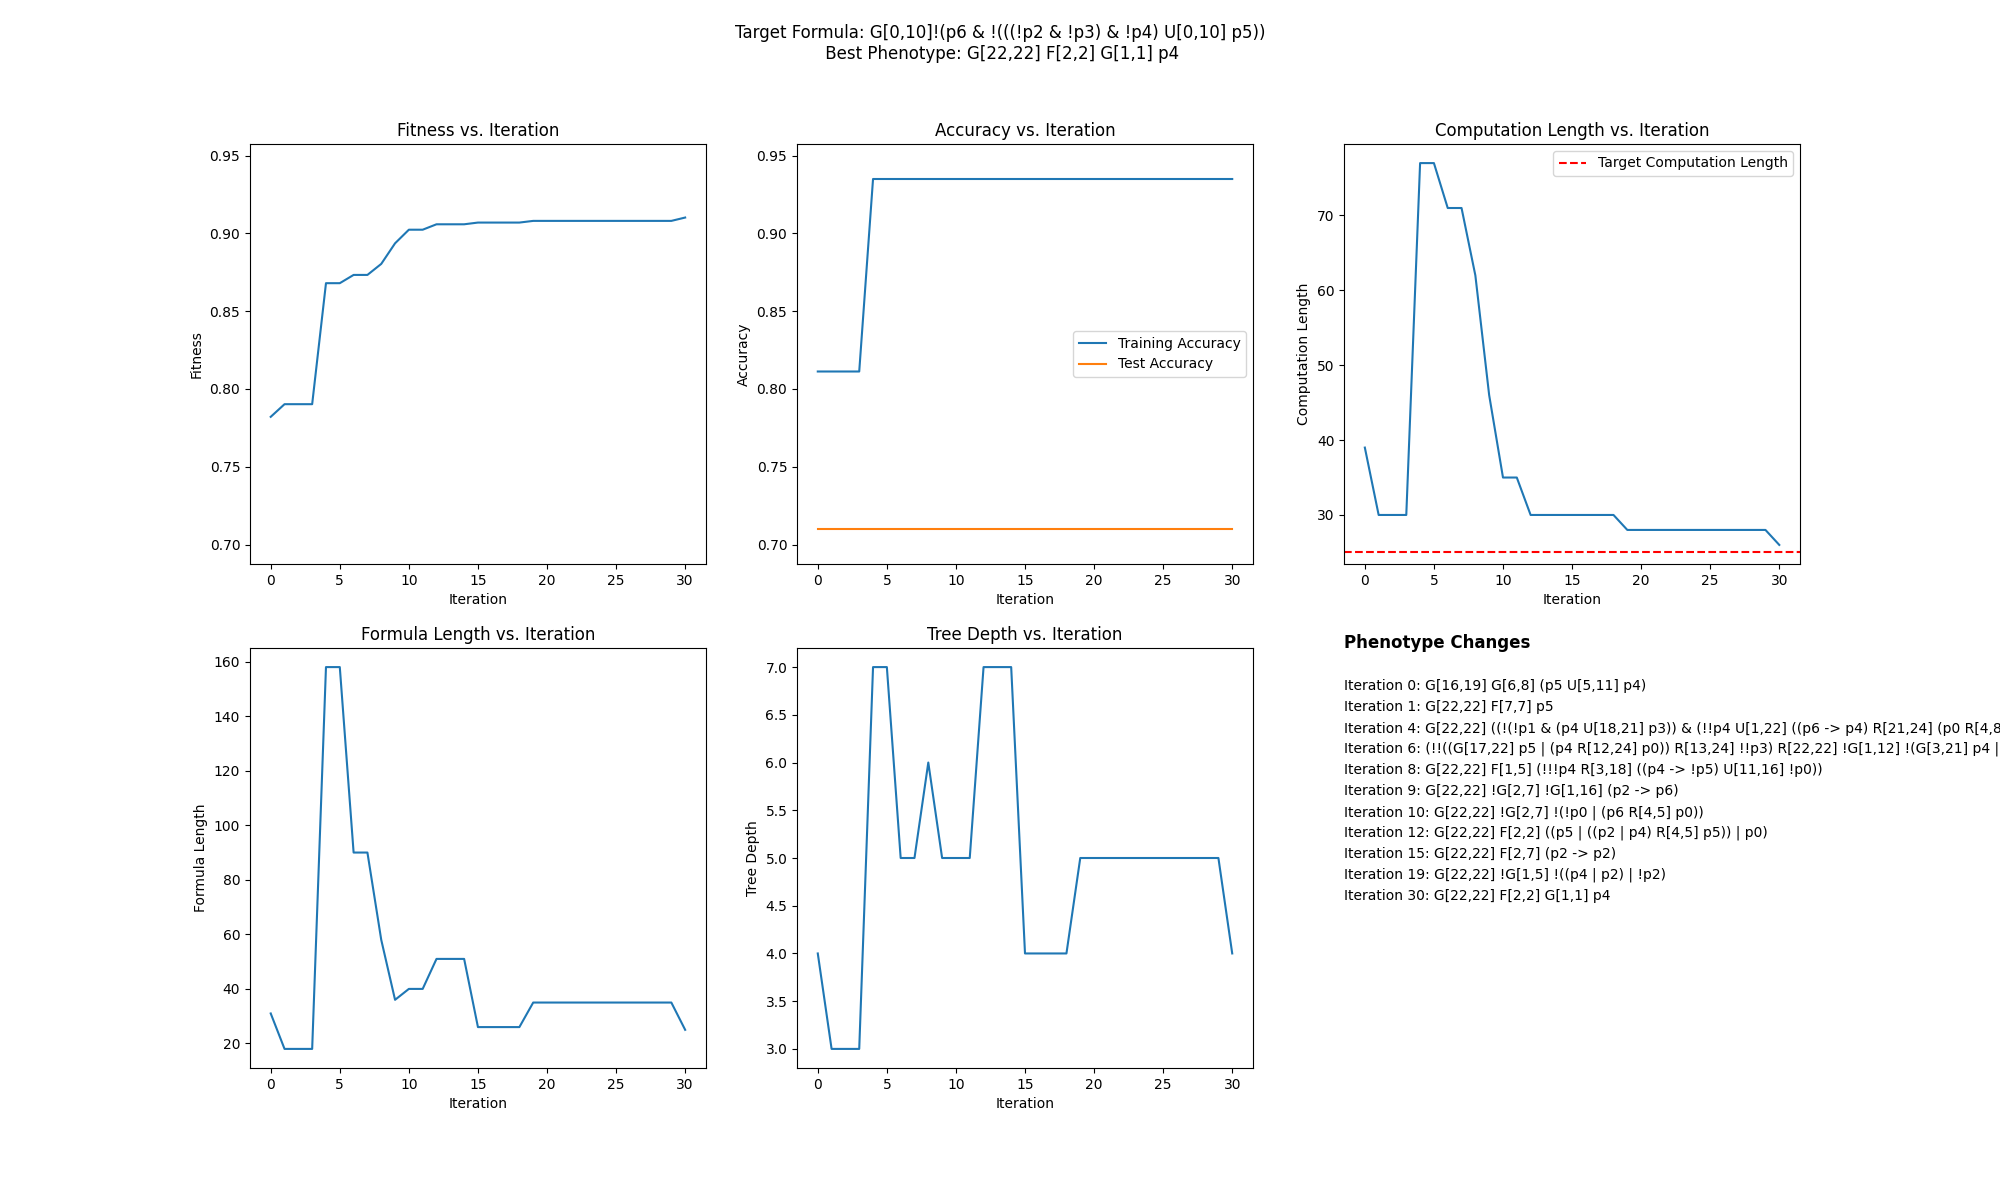 Target Formula: G[0,10]!(p6 & !(((!p2 & !p3) & !p4) U[0,10] p5))
Best Phenotype: G[22,22] F[2,2] G[1,1] p4
Fitness vs. Iteration
0.95
0.90
0.85
0.80
0.75
0.70
Fitness
0 5 10 15 20 25 30
Iteration
Accuracy vs. Iteration
0.95
0.90
0.85
0.80
0.75
0.70
Accuracy
Training Accuracy
Test Accuracy
0 5 10 15 20 25 30
Iteration
Computation Length vs. Iteration
Target Computation Length
70
60
50
40
30
Computation Length
0 5 10 15 20 25 30
Iteration
Formula Length vs. Iteration
160
140
120
100
80
60
40
20
Formula Length
0 5 10 15 20 25 30
Iteration
Tree Depth vs. Iteration
7.0
6.5
6.0
5.5
5.0
4.5
4.0
3.5
3.0
Tree Depth
0 5 10 15 20 25 30
Iteration
Phenotype Changes
Iteration 0: G[16,19] G[6,8] (p5 U[5,11] p4)
Iteration 1: G[22,22] F[7,7] p5
Iteration 4: G[22,22] ((!(!p1 & (p4 U[18,21] p3)) & (!!p4 U[1,22] ((p6 -> p4) R[21,24] (p0 R[4,8
Iteration 6: (!!((G[17,22] p5 | (p4 R[12,24] p0)) R[13,24] !!p3) R[22,22] !G[1,12] !(G[3,21] p4 |
Iteration 8: G[22,22] F[1,5] (!!!p4 R[3,18] ((p4 -> !p5) U[11,16] !p0))
Iteration 9: G[22,22] !G[2,7] !G[1,16] (p2 -> p6)
Iteration 10: G[22,22] !G[2,7] !(!p0 | (p6 R[4,5] p0))
Iteration 12: G[22,22] F[2,2] ((p5 | ((p2 | p4) R[4,5] p5)) | p0)
Iteration 15: G[22,22] F[2,7] (p2 -> p2)
Iteration 19: G[22,22] !G[1,5] !((p4 | p2) | !p2)
Iteration 30: G[22,22] F[2,2] G[1,1] p4